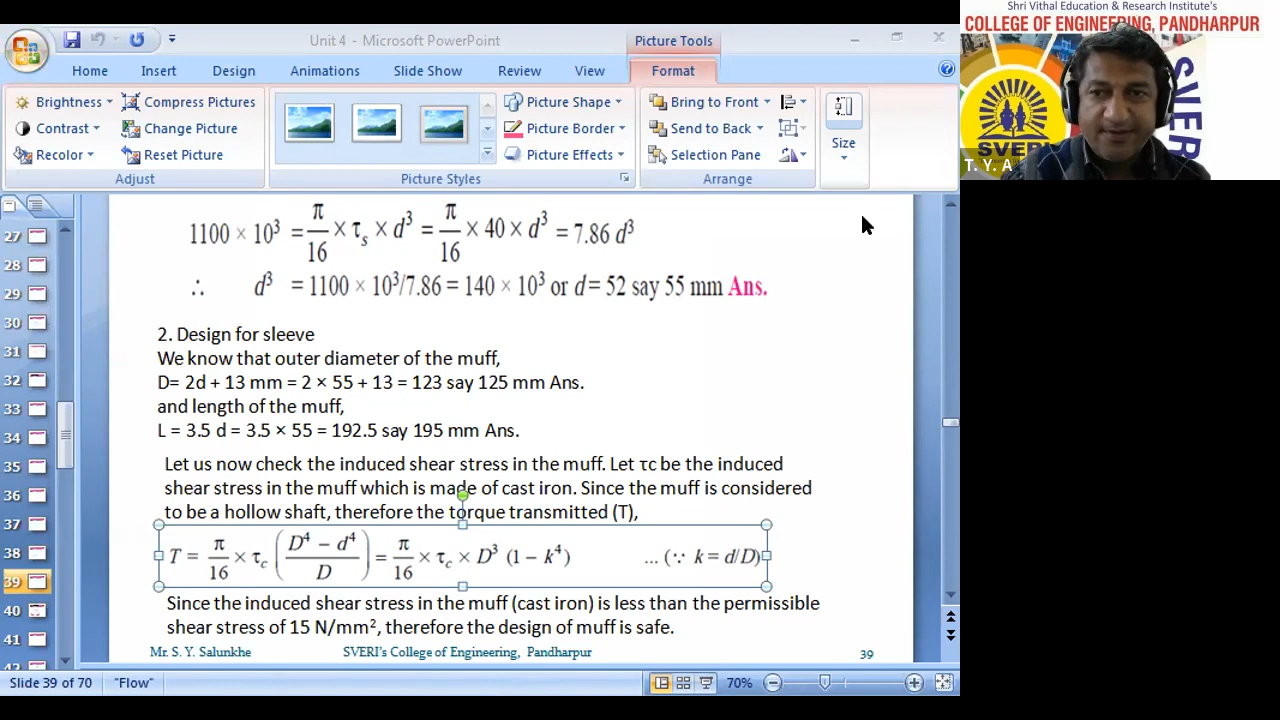 Unit 4 - Microsoft PowerPoint
Picture Tools
Home Insert Design Animations Slide Show Review View Format
Brightness Compress Pictures
Contrast Change Picture
Recolor Reset Picture
Adjust
Picture Styles
Picture Shape
Picture Border
Picture Effects
Bring to Front
Send to Back
Selection Pane
Arrange
Size
Shri Vithal Education & Research Institute's
COLLEGE OF ENGINEERING, PANDHARPUR
SVERI
SVERI
T. Y. A
27
28
29
30
31
32
33
34
35
36
37
38
39
40
41
1100 × 10³ = π/16 × τs × d³ = π/16 × 40 × d³ = 7.86 d³
∴ d³ = 1100 × 10³/7.86 = 140 × 10³ or d = 52 say 55 mm Ans.
2. Design for sleeve
We know that outer diameter of the muff,
D= 2d + 13 mm = 2 × 55 + 13 = 123 say 125 mm Ans.
and length of the muff,
L = 3.5 d = 3.5 × 55 = 192.5 say 195 mm Ans.
Let us now check the induced shear stress in the muff. Let τc be the induced
shear stress in the muff which is made of cast iron. Since the muff is considered
to be a hollow shaft, therefore the torque transmitted (T),
T = π/16 × τc (D⁴ − d⁴ / D) = π/16 × τc × D³ (1 − k⁴) ... (∵ k = d/D)
Since the induced shear stress in the muff (cast iron) is less than the permissible
shear stress of 15 N/mm², therefore the design of muff is safe.
Mr. S. Y. Salunkhe SVERI's College of Engineering, Pandharpur 39
Slide 39 of 70 "Flow" 70%